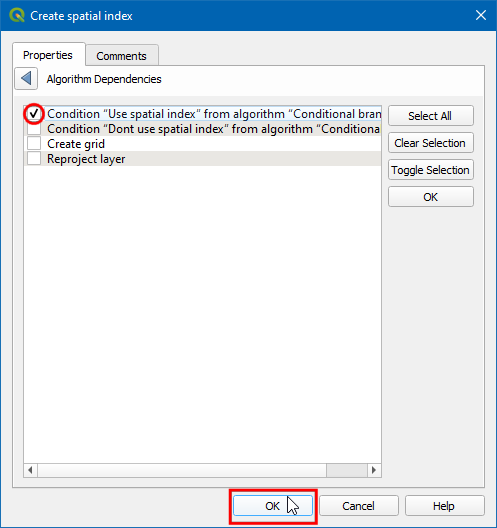 Create spatial index
Properties
Comments
Algorithm Dependencies
Condition “Use spatial index” from algorithm “Conditional bran
Condition “Dont use spatial index” from algorithm “Conditional
Create grid
Reproject layer
Select All
Clear Selection
Toggle Selection
OK
OK
Cancel
Help